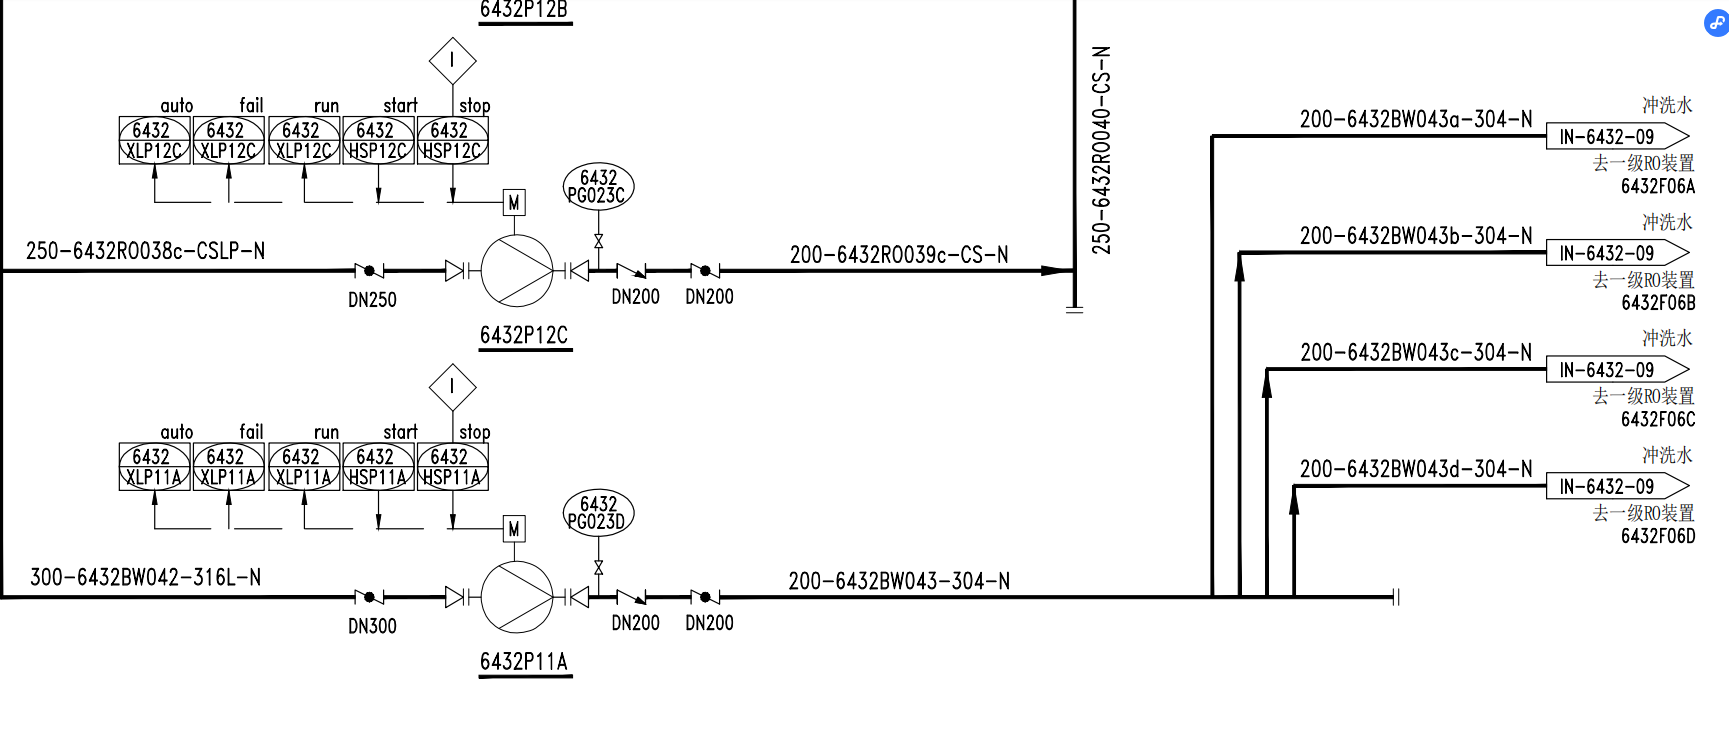 6432P12B
I
auto fail run start stop
6432 6432 6432 6432 6432
XLP12C XLP12C XLP12C HSP12C HSP12C
6432
PG023C
M
250-6432RO038c-CSLP-N
200-6432RO039c-CS-N
DN250
DN200
DN200
6432P12C
250-6432RO040-CS-N
I
auto fail run start stop
6432 6432 6432 6432 6432
XLP11A XLP11A XLP11A HSP11A HSP11A
6432
PG023D
M
300-6432BW042-316L-N
200-6432BW043-304-N
DN300
DN200
DN200
6432P11A
冲洗水
200-6432BW043a-304-N
IN-6432-09
去一级RO装置
6432F06A
冲洗水
200-6432BW043b-304-N
IN-6432-09
去一级RO装置
6432F06B
冲洗水
200-6432BW043c-304-N
IN-6432-09
去一级RO装置
6432F06C
冲洗水
200-6432BW043d-304-N
IN-6432-09
去一级RO装置
6432F06D